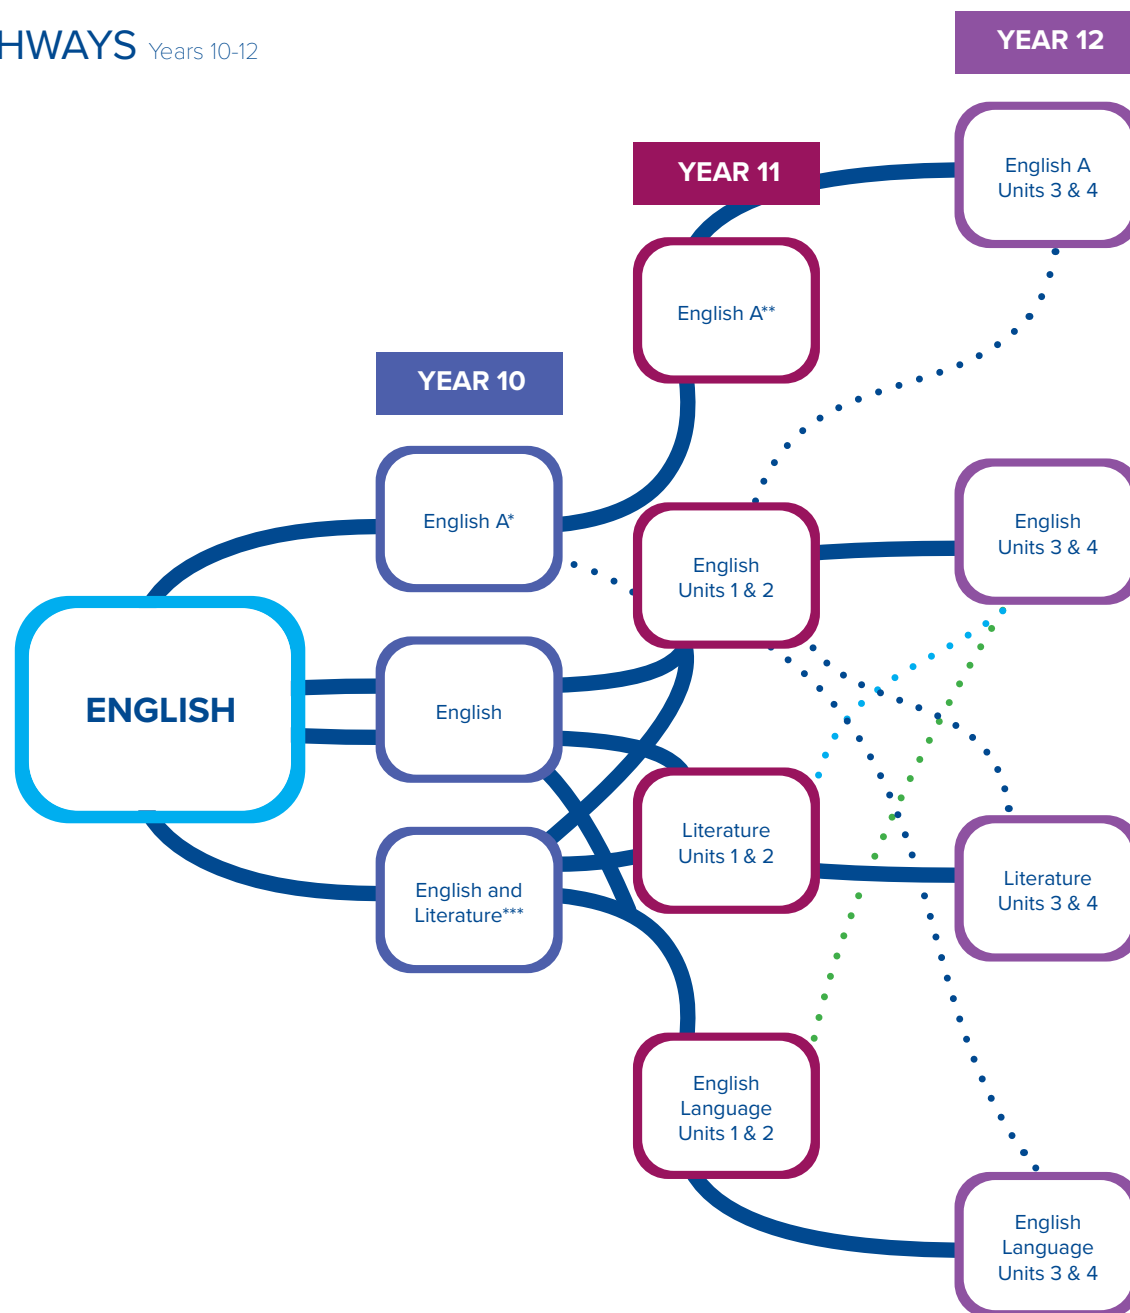 HWAYS Years 10-12
YEAR 12
English A
Units 3 & 4
YEAR 11
English A**
YEAR 10
English A*
English
Units 1 & 2
English
Units 3 & 4
ENGLISH
English
Literature
Units 1 & 2
English and
Literature***
Literature
Units 3 & 4
English
Language
Units 1 & 2
English
Language
Units 3 & 4